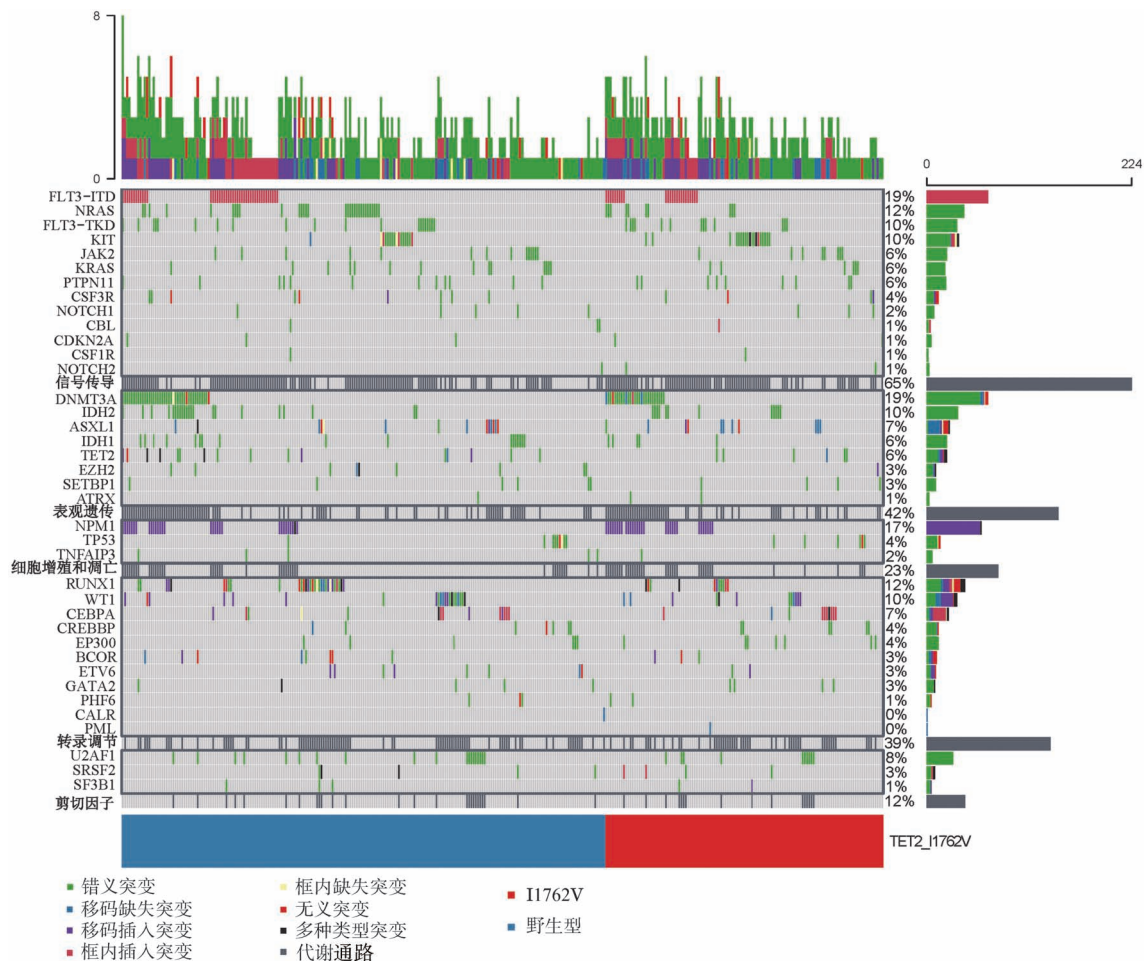 8
0
0 224
FLT3-ITD 19%
NRAS 12%
FLT3-TKD 10%
KIT 10%
JAK2 6%
KRAS 6%
PTPN11 6%
CSF3R 4%
NOTCH1 2%
CBL 1%
CDKN2A 1%
CSF1R 1%
NOTCH2 1%
信号传导 65%
DNMT3A 19%
IDH2 10%
ASXL1 7%
IDH1 6%
TET2 6%
EZH2 3%
SETBP1 3%
ATRX 1%
表观遗传 42%
NPM1 17%
TP53 4%
TNFAIP3 2%
细胞增殖和凋亡 23%
RUNX1 12%
WT1 10%
CEBPA 7%
CREBBP 4%
EP300 4%
BCOR 3%
ETV6 3%
GATA2 3%
PHF6 1%
CALR 0%
PML 0%
转录调节 39%
U2AF1 8%
SRSF2 3%
SF3B1 1%
剪切因子 12%
TET2_I1762V
错义突变 框内缺失突变 I1762V
移码缺失突变 无义突变 野生型
移码插入突变 多种类型突变
框内插入突变 代谢通路